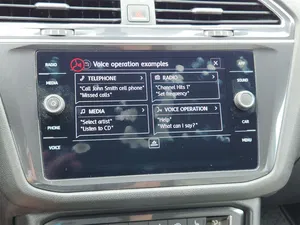 Voice operation examples
X
RADIO
MEDIA
PHONE
VOICE
TELEPHONE
"Call John Smith cell phone"
"Missed calls"
RADIO
"Channel Hits 1"
"Set frequency"
MEDIA
"Select artist"
"Listen to CD"
VOICE OPERATION
"Help"
"What can I say?"
CAR
MENU